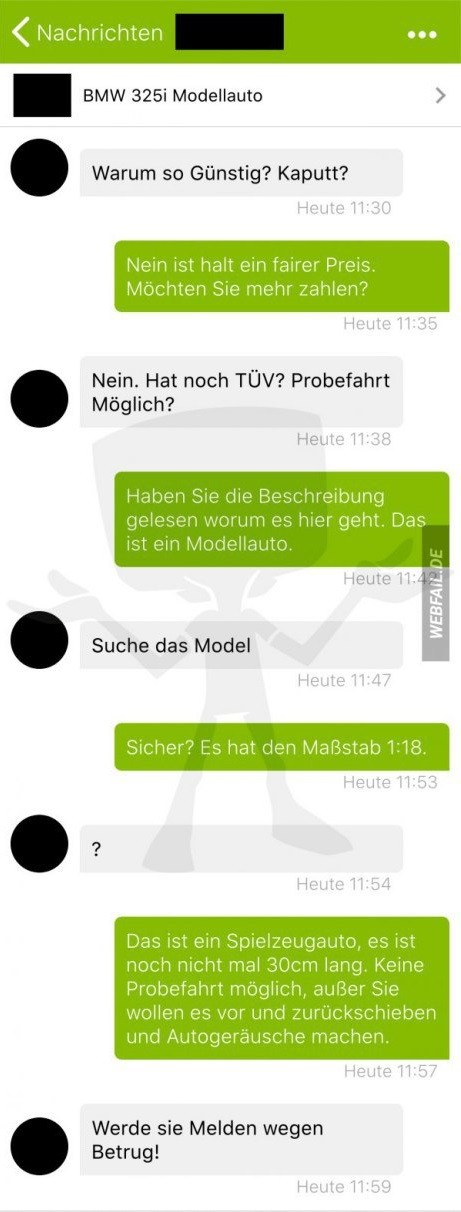 Nachrichten
BMW 325i Modellauto
Warum so Günstig? Kaputt?
Heute 11:30
Nein ist halt ein fairer Preis.
Möchten Sie mehr zahlen?
Heute 11:35
Nein. Hat noch TÜV? Probefahrt
Möglich?
Heute 11:38
Haben Sie die Beschreibung
gelesen worum es hier geht. Das
ist ein Modellauto.
Heute
WEBFAIL.DE
Suche das Model
Heute 11:47
Sicher? Es hat den Maßstab 1:18.
Heute 11:53
?
Heute 11:54
Das ist ein Spielzeugauto, es ist
noch nicht mal 30cm lang. Keine
Probefahrt möglich, außer Sie
wollen es vor und zurückschieben
und Autogeräusche machen.
Heute 11:57
Werde sie Melden wegen
Betrug!
Heute 11:59